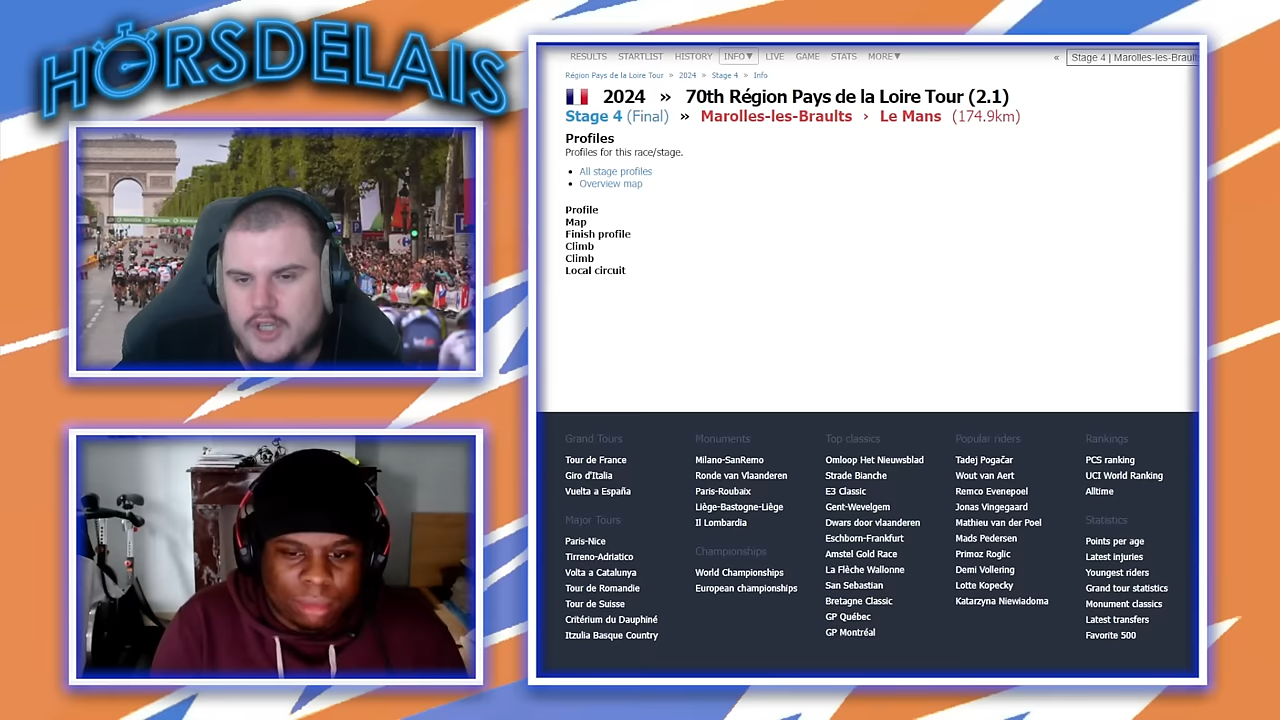 HORSDELAIS
RESULTS STARTLIST HISTORY INFO▼ LIVE GAME STATS MORE▼
« Stage 4 | Marolles-les-Brault
Région Pays de la Loire Tour » 2024 » Stage 4 » Info
2024 » 70th Région Pays de la Loire Tour (2.1)
Stage 4 (Final) » Marolles-les-Braults › Le Mans (174.9km)
Profiles
Profiles for this race/stage.
• All stage profiles
• Overview map
Profile
Map
Finish profile
Climb
Climb
Local circuit
Grand Tours
Tour de France
Giro d'Italia
Vuelta a España
Major Tours
Paris-Nice
Tirreno-Adriatico
Volta a Catalunya
Tour de Romandie
Tour de Suisse
Critérium du Dauphiné
Itzulia Basque Country
Monuments
Milano-SanRemo
Ronde van Vlaanderen
Paris-Roubaix
Liège-Bastogne-Liège
Il Lombardia
Championships
World Championships
European championships
Top classics
Omloop Het Nieuwsblad
Strade Bianche
E3 Classic
Gent-Wevelgem
Dwars door vlaanderen
Eschborn-Frankfurt
Amstel Gold Race
La Flèche Wallonne
San Sebastian
Bretagne Classic
GP Québec
GP Montréal
Popular riders
Tadej Pogačar
Wout van Aert
Remco Evenepoel
Jonas Vingegaard
Mathieu van der Poel
Mads Pedersen
Primoz Roglic
Demi Vollering
Lotte Kopecky
Katarzyna Niewiadoma
Rankings
PCS ranking
UCI World Ranking
Alltime
Statistics
Points per age
Latest injuries
Youngest riders
Grand tour statistics
Monument classics
Latest transfers
Favorite 500